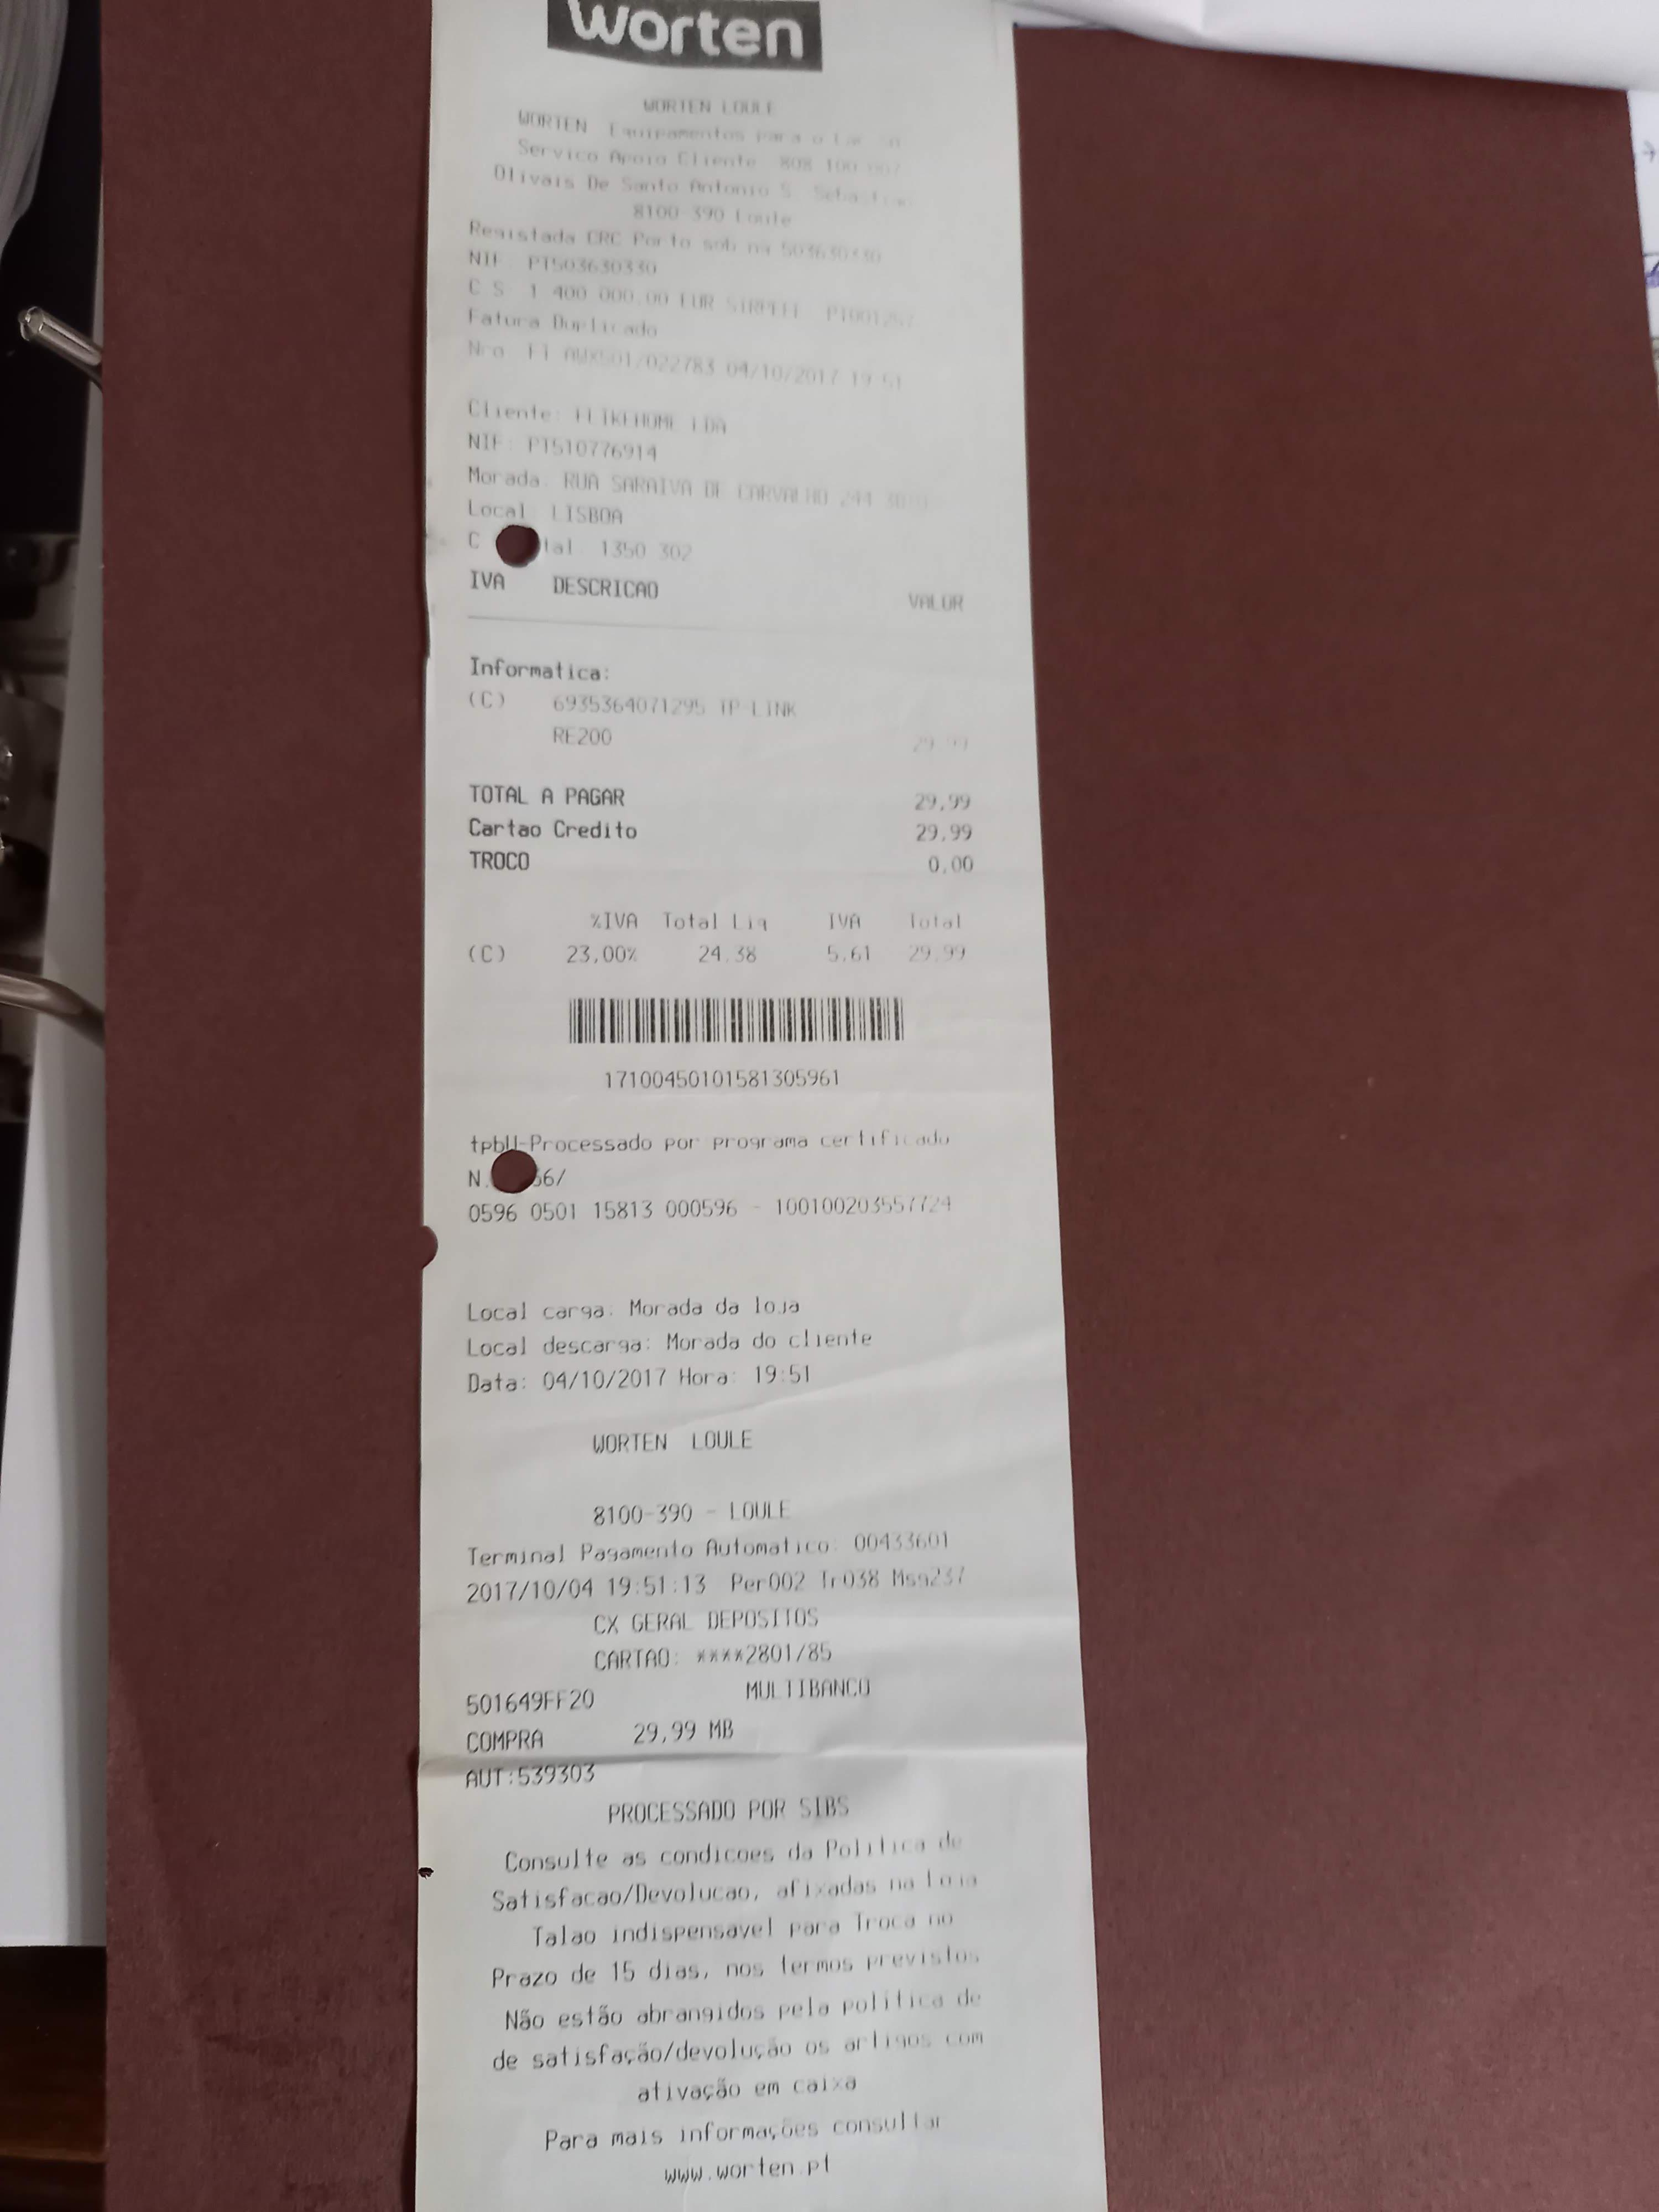 worten
WORTEN LOULE
WORTEN Equipamentos para o Lar
Servico Apoio Cliente 808 100 007
Olivais De Santo Antonio S. Sebastiao
8100-390 Loule
Registada CRC Porto sob nº 503630330
NIF: PT503630330
C.S. 1.400.000,00 EUR SIRPEEE:
Fatura Duplicado
Nro. FT AWX501/022783 04/10/2017 19:51
Cliente: FLIKEHOME LDA
NIF: PT510776914
Morada: RUA SARAIVA DE CARVALHO ,244
Local: LISBOA
C tal: 1350 302
IVA DESCRICAO VALOR
Informatica:
(C) 6935364071295 TP-LINK
RE200 29,99
TOTAL A PAGAR 29,99
Cartao Credito 29,99
TROCO 0,00
%IVA Total Liq IVA Total
(C) 23,00% 24,38 5,61 29,99
17100450101581305961
tpbU-Processado por programa certificado
N. 56/
0596 0501 15813 000596 - 100100203557724
Local carga: Morada da loja
Local descarga: Morada do cliente
Data: 04/10/2017 Hora: 19:51
WORTEN LOULE
8100-390 - LOULE
Terminal Pagamento Automatico: 00433601
2017/10/04 19:51:13 Per002 Tr038 Msg237
CX GERAL DEPOSITOS
CARTAO: ****2801/85
501649FF20 MULTIBANCO
COMPRA 29,99 MB
AUT:539303
PROCESSADO POR SIBS
Consulte as condicoes da Politica de
Satisfacao/Devolucao, afixadas na Loja
Talao indispensavel para Troca no
Prazo de 15 dias, nos termos previstos
Não estão abrangidos pela política de
de satisfação/devolução os artigos com
ativação em caixa
Para mais informações consultar
www.worten.pt